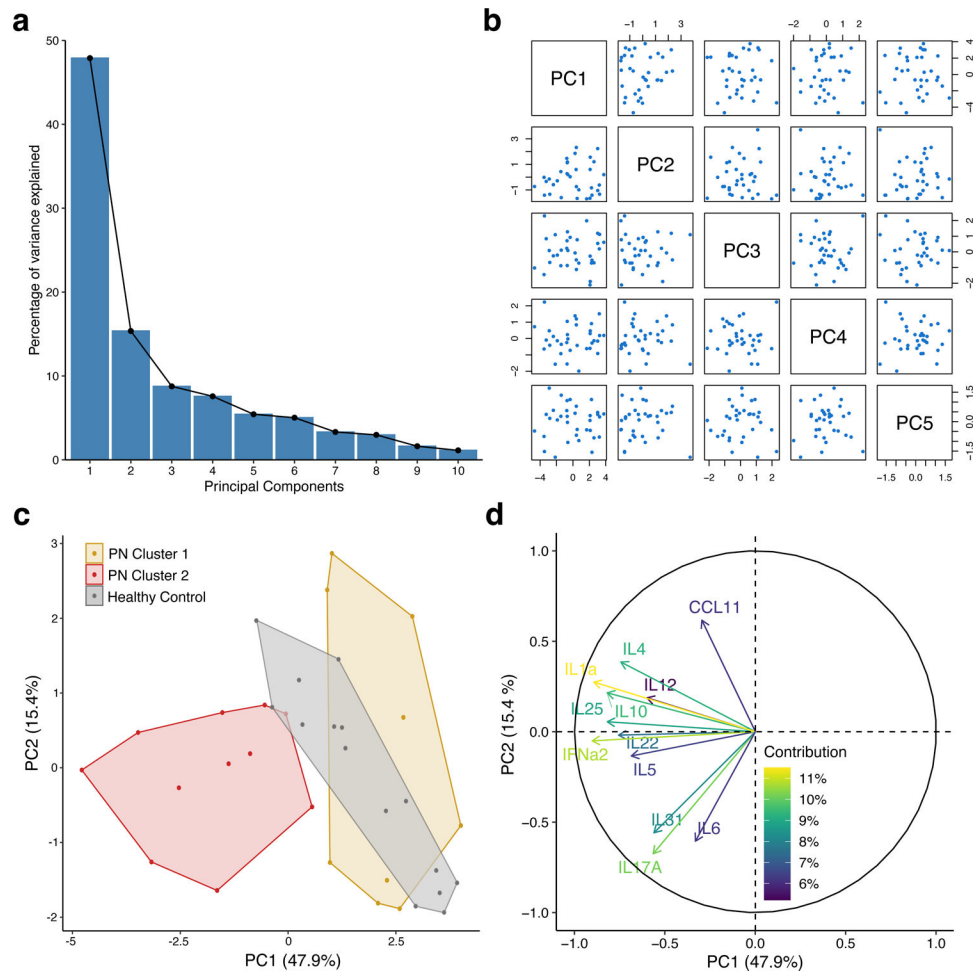 a
50
40
30
20
10
0
Percentage of variance explained
1 2 3 4 5 6 7 8 9 10
Principal Components
b
-1 1 3
-2 0 1 2
PC1
-4 0 2 4
-1 1 3
PC2
PC3
-2 0 1 2
-2 0 1 2
PC4
PC5
-1.5 0.0 1.5
-4 0 2 4
-2 0 1 2
-1.5 0.0 1.5
c
PN Cluster 1
PN Cluster 2
Healthy Control
3
2
1
0
-1
-2
PC2 (15.4%)
-5 -2.5 0 2.5
PC1 (47.9%)
d
1.0
0.5
0.0
-0.5
-1.0
PC2 (15.4 %)
CCL11
IL4
IL1a
IL12
IL25 IL10
IFNa2 IL22
IL5
IL31
IL6
IL17A
Contribution
11%
10%
9%
8%
7%
6%
-1.0 -0.5 0.0 0.5 1.0
PC1 (47.9%)